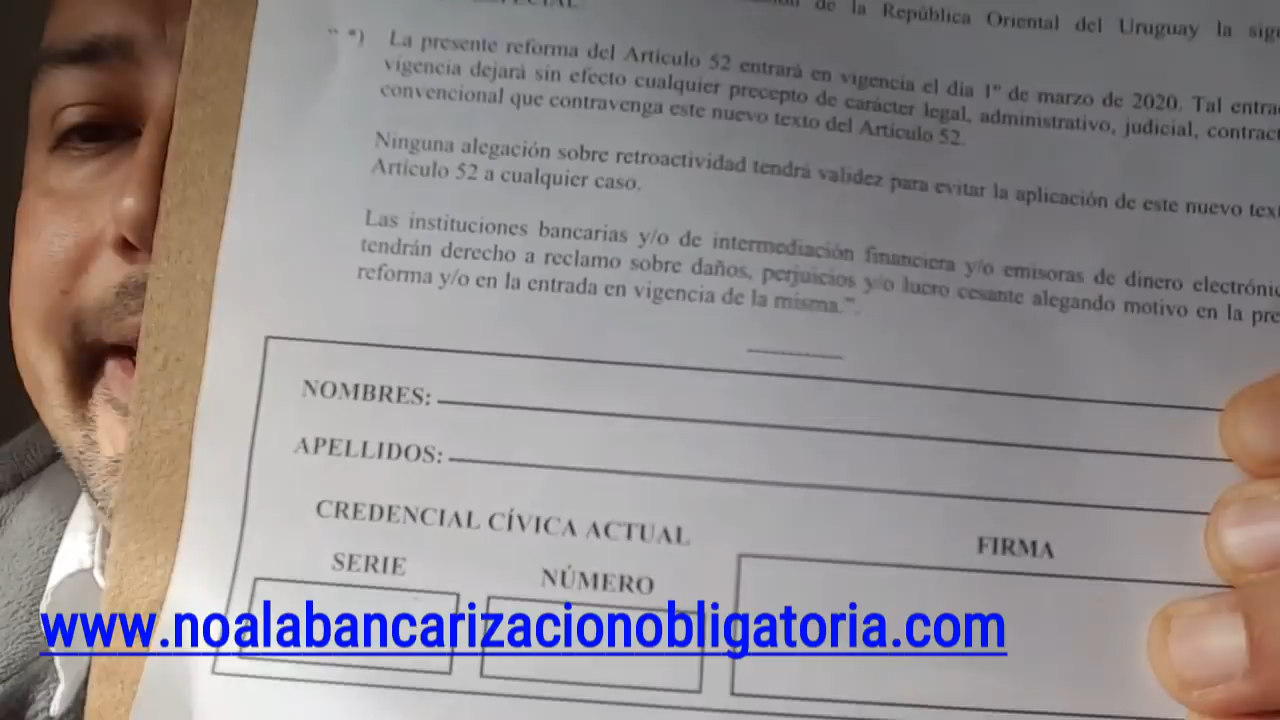 de la República Oriental del Uruguay la
" *) La presente reforma del Artículo 52 entrará en vigencia el día 1º de marzo de 2020. Tal
vigencia dejará sin efecto cualquier precepto de carácter legal, administrativo, judicial,
convencional que contravenga este nuevo texto del Artículo 52.
Ninguna alegación sobre retroactividad tendrá validez para evitar la aplicación de este nuevo
Artículo 52 a cualquier caso.
Las instituciones bancarias y/o de intermediación financiera y/o emisoras de dinero
tendrán derecho a reclamo sobre daños, perjuicios y/o lucro cesante alegando motivo en la
reforma y/o en la entrada en vigencia de la misma.".
NOMBRES:
APELLIDOS:
CREDENCIAL CÍVICA ACTUAL
FIRMA
SERIE NÚMERO
www.noalabancarizacionobligatoria.com